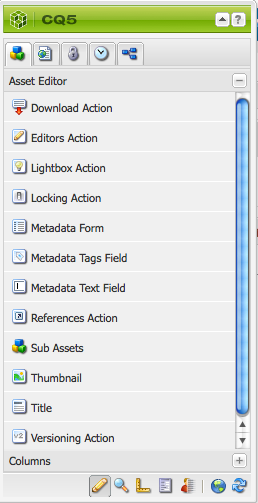 CQ5
?
Asset Editor
Download Action
Editors Action
Lightbox Action
Locking Action
Metadata Form
Metadata Tags Field
Metadata Text Field
References Action
Sub Assets
Thumbnail
Title
V2 Versioning Action
Columns